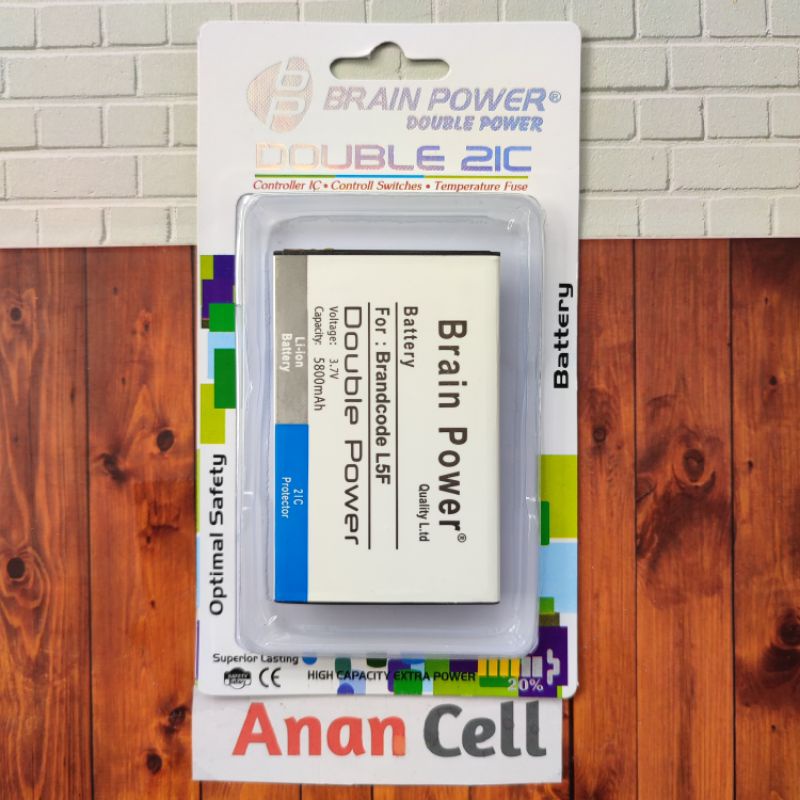 BP
BRAIN POWER®
DOUBLE POWER
DOUBLE 2IC
Controller IC • Controll Switches • Temperature Fuse
Brain Power®
Quality L.td
Battery
For : Brandcode L5F
Double Power
Voltage: 3.7V
Capacity: 5800mAh
Li-ion
Battery
2IC
Protector
Battery
Optimal Safety
Superior Lasting
CE
HIGH CAPACITY EXTRA POWER
20%
Anan Cell